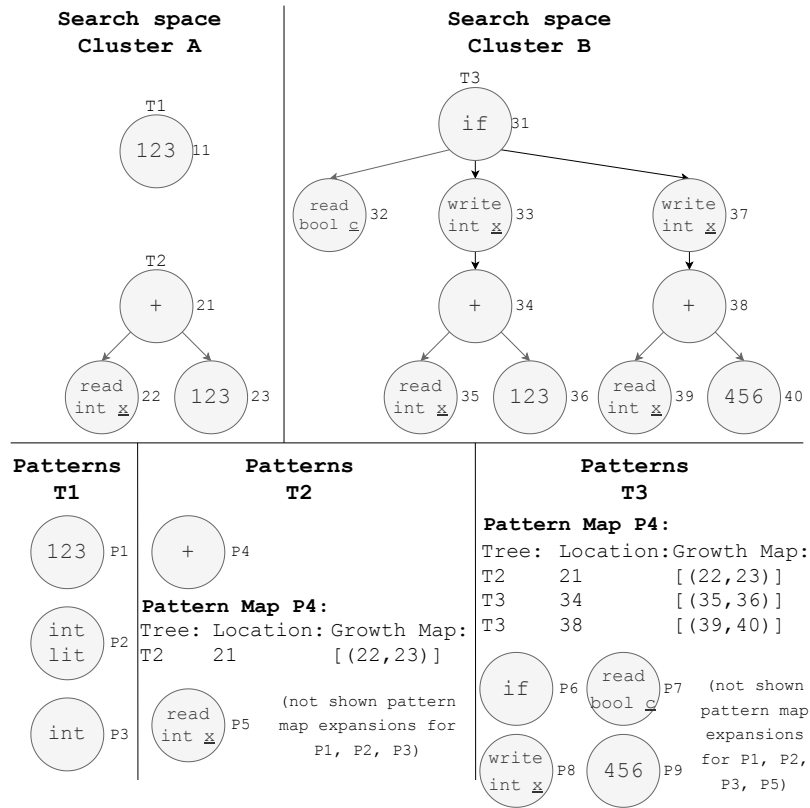 Search space
Cluster A
T1
123
11
T2
+
21
read
int x
22
123
23
Search space
Cluster B
T3
if
31
read
bool c
32
write
int x
33
write
int x
37
+
34
+
38
read
int x
35
123
36
read
int x
39
456
40
Patterns
T1
123
P1
int
lit
P2
int
P3
Patterns
T2
+
P4
Pattern Map P4:
Tree: Location: Growth Map:
T2 21 [(22,23)]
read
int x
P5
(not shown pattern
map expansions for
P1, P2, P3)
Patterns
T3
Pattern Map P4:
Tree: Location: Growth Map:
T2 21 [(22,23)]
T3 34 [(35,36)]
T3 38 [(39,40)]
if
P6
read
bool c
P7
write
int x
P8
456
P9
(not shown
pattern map
expansions
for P1, P2,
P3, P5)